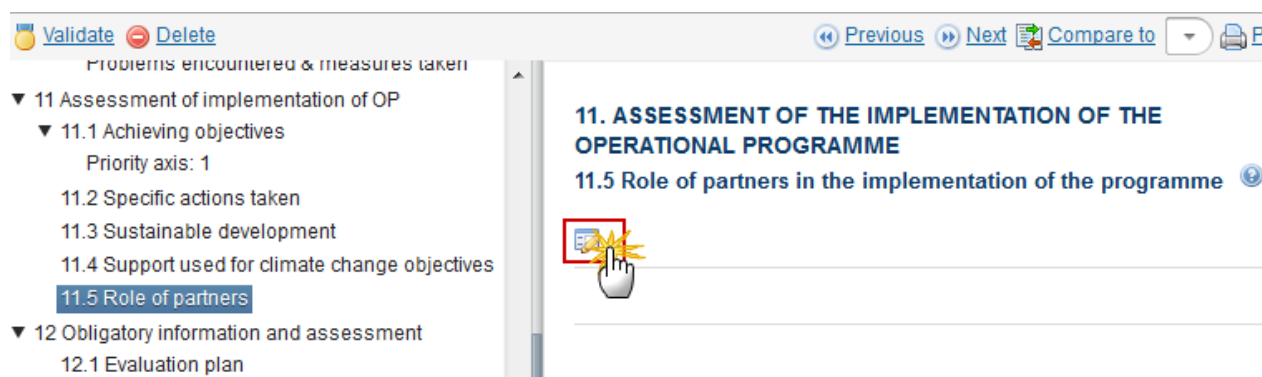 Validate Delete Previous Next Compare to
Problems encountered & measures taken
▼ 11 Assessment of implementation of OP
▼ 11.1 Achieving objectives
Priority axis: 1
11.2 Specific actions taken
11.3 Sustainable development
11.4 Support used for climate change objectives
11.5 Role of partners
▼ 12 Obligatory information and assessment
12.1 Evaluation plan
11. ASSESSMENT OF THE IMPLEMENTATION OF THE
OPERATIONAL PROGRAMME
11.5 Role of partners in the implementation of the programme